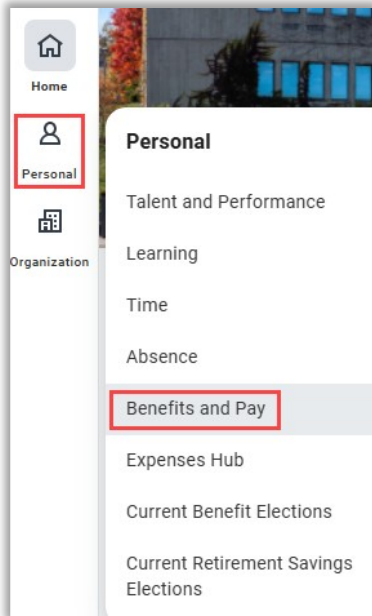 Home
Personal
Organization
Personal
Talent and Performance
Learning
Time
Absence
Benefits and Pay
Expenses Hub
Current Benefit Elections
Current Retirement Savings
Elections